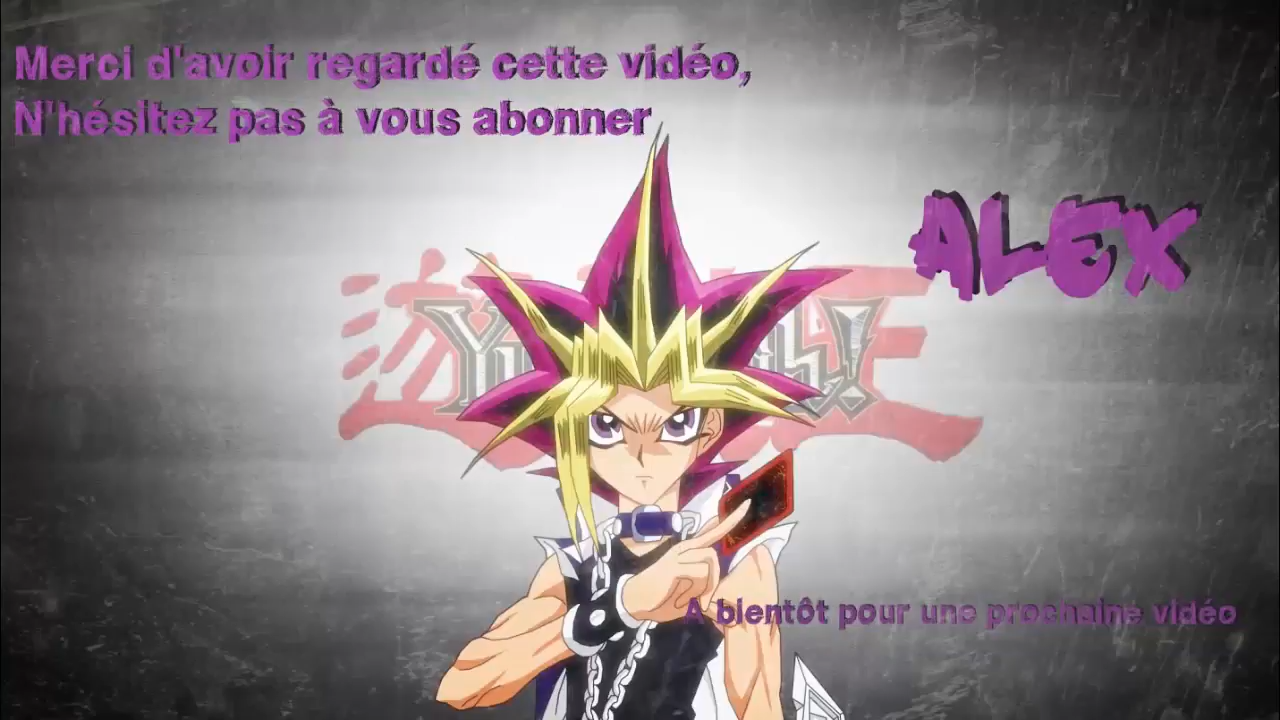 Merci d'avoir regardé cette vidéo,
N'hésitez pas à vous abonner
ALEX
A bientôt pour une prochaine vidéo